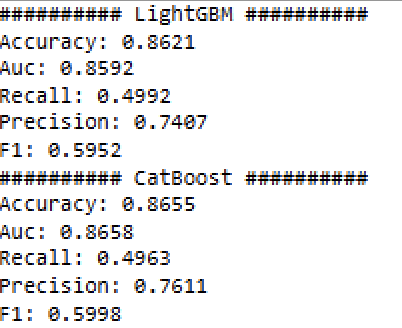 ########## LightGBM ##########
Accuracy: 0.8621
Auc: 0.8592
Recall: 0.4992
Precision: 0.7407
F1: 0.5952
########## CatBoost ##########
Accuracy: 0.8655
Auc: 0.8658
Recall: 0.4963
Precision: 0.7611
F1: 0.5998